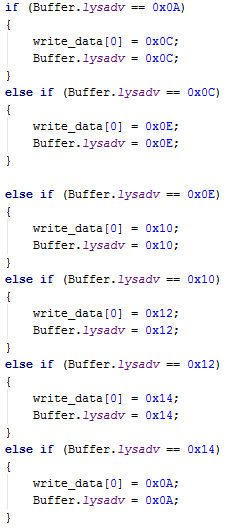 if (Buffer.lysadv == 0x0A)
{
    write_data[0] = 0x0C;
    Buffer.lysadv = 0x0C;
}
else if (Buffer.lysadv == 0x0C)
{
    write_data[0] = 0x0E;
    Buffer.lysadv = 0x0E;
}

else if (Buffer.lysadv == 0x0E)
{
    write_data[0] = 0x10;
    Buffer.lysadv = 0x10;
}
else if (Buffer.lysadv == 0x10)
{
    write_data[0] = 0x12;
    Buffer.lysadv = 0x12;
}
else if (Buffer.lysadv == 0x12)
{
    write_data[0] = 0x14;
    Buffer.lysadv = 0x14;
}
else if (Buffer.lysadv == 0x14)
{
    write_data[0] = 0x0A;
    Buffer.lysadv = 0x0A;
}